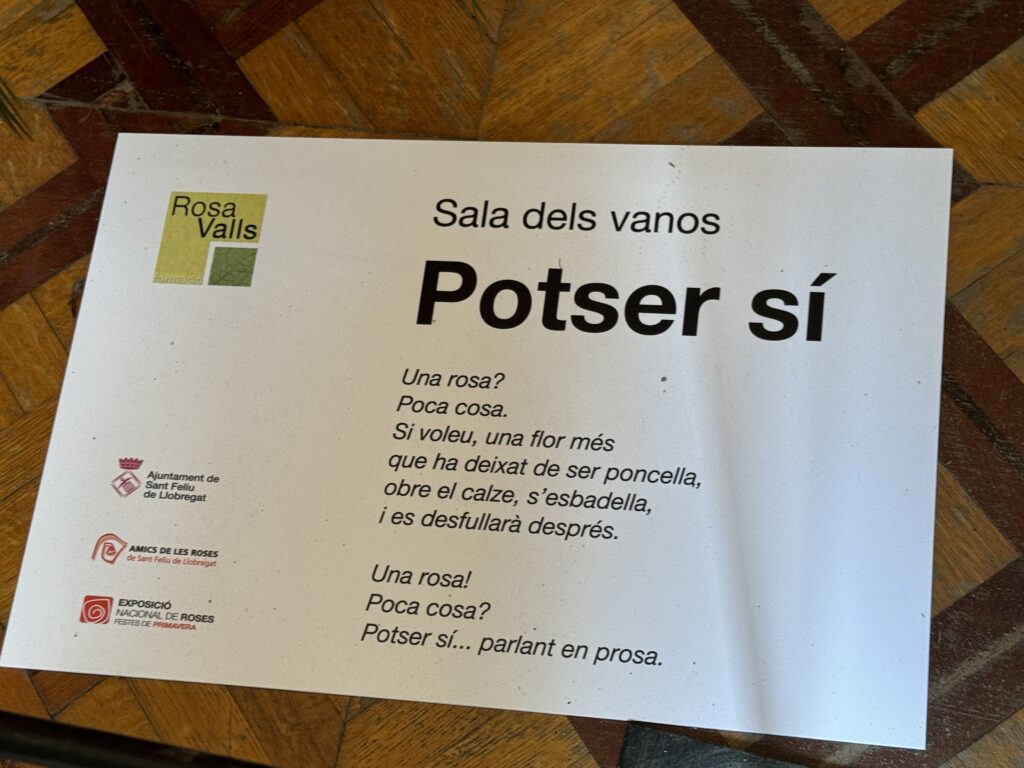 Rosa
Valls
formació
Sala dels vanos
Potser sí
Una rosa?
Poca cosa.
Si voleu, una flor més
que ha deixat de ser poncella,
obre el calze, s'esbadella,
i es desfullarà després.
Una rosa!
Poca cosa?
Potser sí... parlant en prosa.
Ajuntament de
Sant Feliu
de Llobregat
AMICS DE LES ROSES
de Sant Feliu de Llobregat
EXPOSICIÓ
NACIONAL DE ROSES
FESTES DE PRIMAVERA